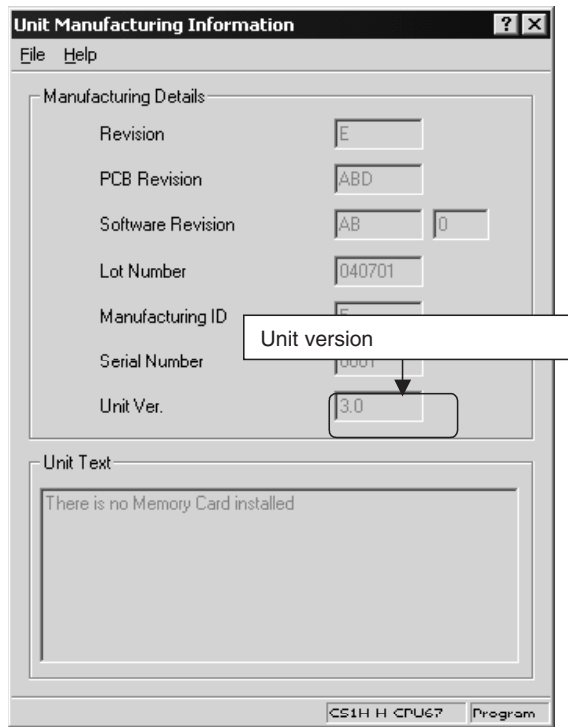 Unit Manufacturing Information
File Help
Manufacturing Details
Revision E
PCB Revision ABD
Software Revision AB 0
Lot Number 040701
Manufacturing ID
Unit version
Serial Number 0001
Unit Ver. 3.0
Unit Text
There is no Memory Card installed
CS1H H CPU67 Program